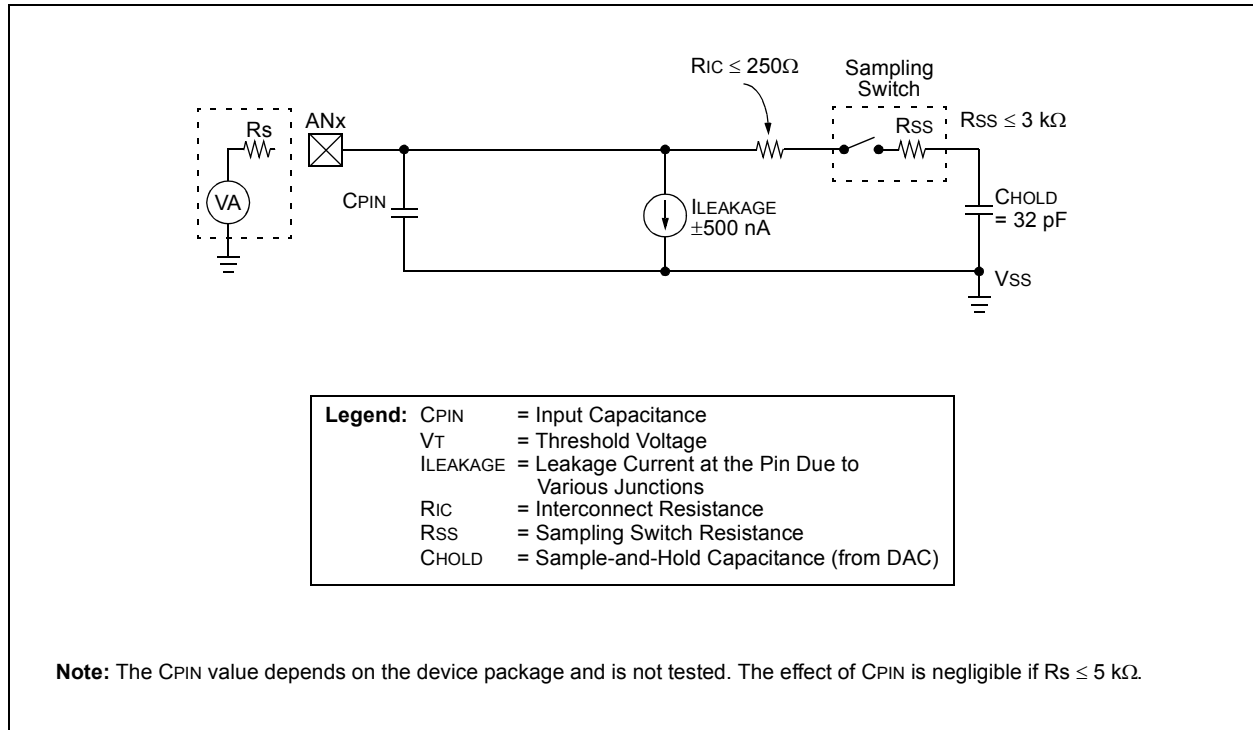 RIC ≤ 250Ω
Sampling
Switch
RSS
RSS ≤ 3 kΩ
Rs
ANx
VA
CPIN
ILEAKAGE
±500 nA
CHOLD
= 32 pF
VSS
Legend: CPIN = Input Capacitance
VT = Threshold Voltage
ILEAKAGE = Leakage Current at the Pin Due to
Various Junctions
RIC = Interconnect Resistance
RSS = Sampling Switch Resistance
CHOLD = Sample-and-Hold Capacitance (from DAC)
Note: The CPIN value depends on the device package and is not tested. The effect of CPIN is negligible if Rs ≤ 5 kΩ.